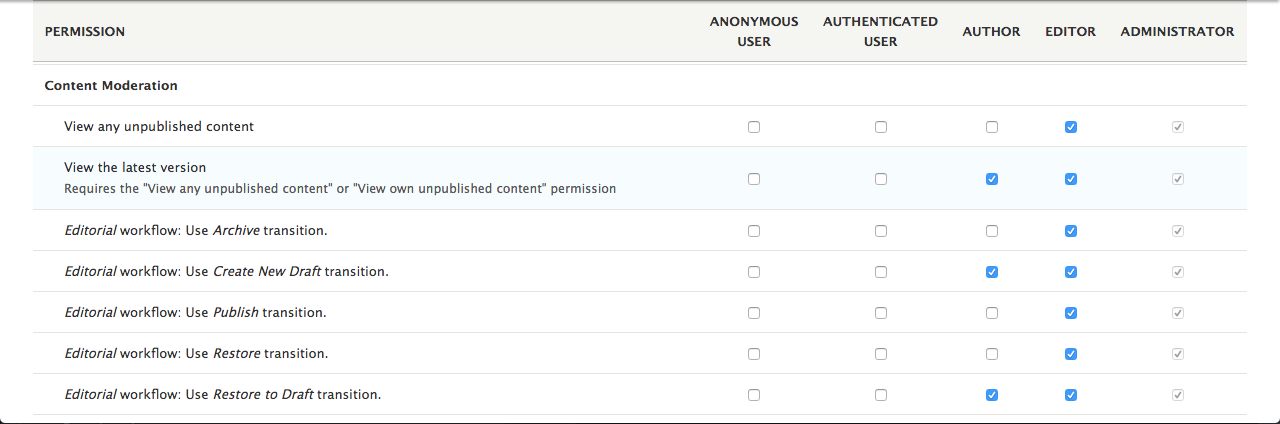 PERMISSION
ANONYMOUS USER
AUTHENTICATED USER
AUTHOR
EDITOR
ADMINISTRATOR
Content Moderation
View any unpublished content
View the latest version
Requires the "View any unpublished content" or "View own unpublished content" permission
Editorial workflow: Use Archive transition.
Editorial workflow: Use Create New Draft transition.
Editorial workflow: Use Publish transition.
Editorial workflow: Use Restore transition.
Editorial workflow: Use Restore to Draft transition.